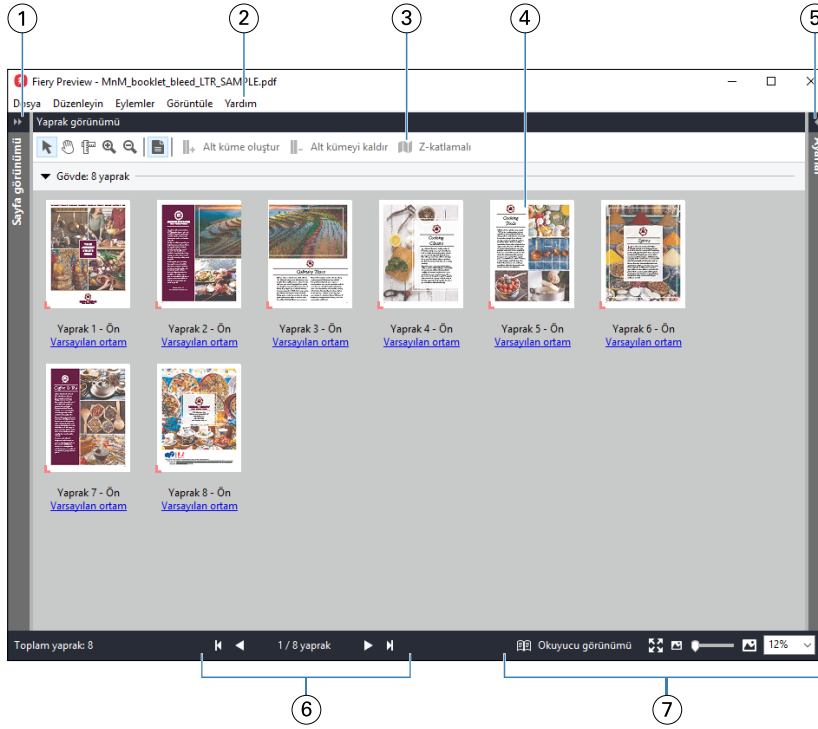 1 2 3 4 5
Fiery Preview - MnM_booklet_bleed_LTR_SAMPLE.pdf
Dosya Düzenleyin Eylemler Görüntüle Yardım
Yaprak görünümü
Sayfa görünümü
Ayarlar
Alt küme oluştur Alt kümeyi kaldır Z-katlamalı
Gövde: 8 yaprak
Yaprak 1 - Ön Yaprak 2 - Ön Yaprak 3 - Ön Yaprak 4 - Ön Yaprak 5 - Ön Yaprak 6 - Ön
Varsayılan ortam Varsayılan ortam Varsayılan ortam Varsayılan ortam Varsayılan ortam Varsayılan ortam
Yaprak 7 - Ön Yaprak 8 - Ön
Varsayılan ortam Varsayılan ortam
Toplam yaprak: 8 1 / 8 yaprak Okuyucu görünümü 12%
6 7